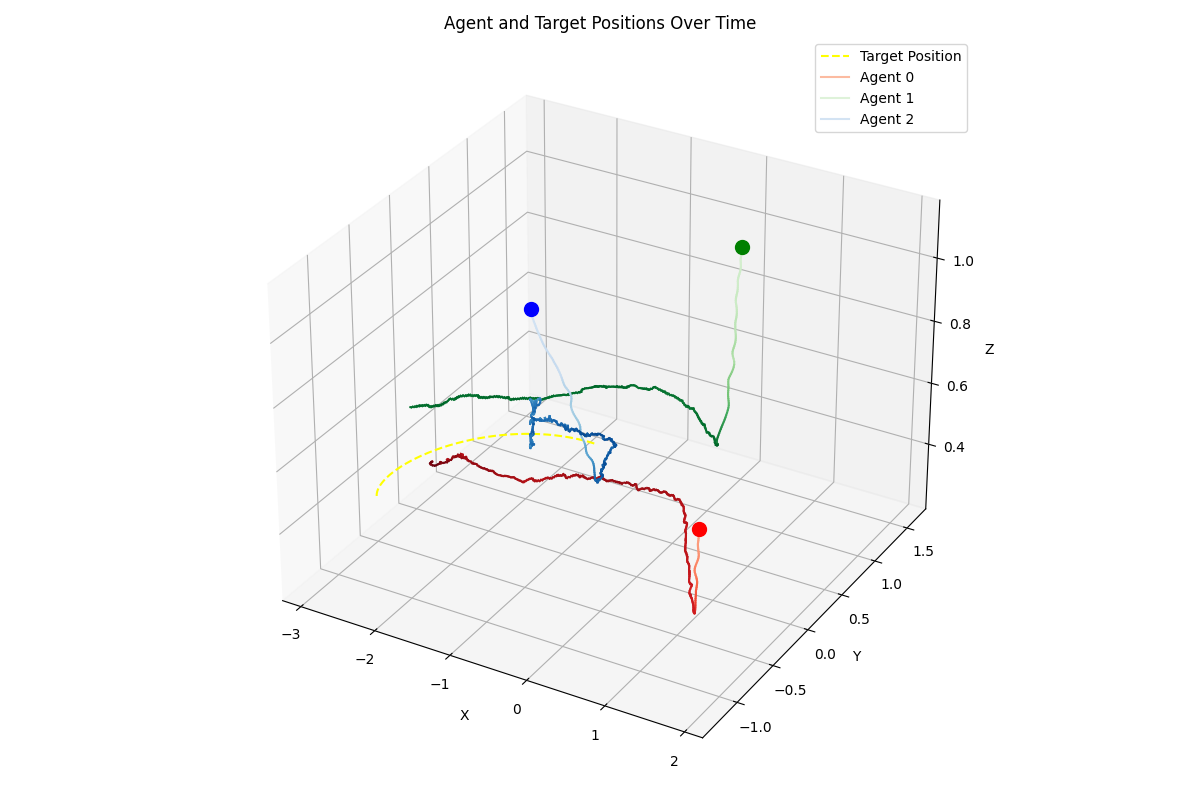 Agent and Target Positions Over Time
Target Position
Agent 0
Agent 1
Agent 2
1.0
0.8
Z
0.6
0.4
1.5
1.0
0.5
0.0
Y
−0.5
−1.0
−3
−2
−1
X
0
1
2